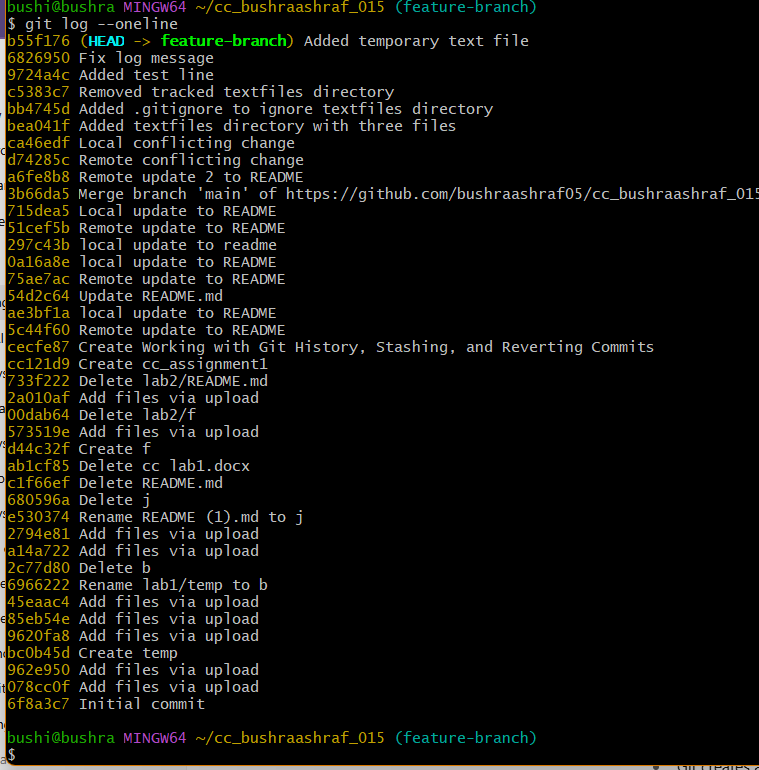 bushi@bushra MINGW64 ~/cc_bushraashraf_015 (feature-branch)
$ git log --oneline
b55f176 (HEAD -> feature-branch) Added temporary text file
6826950 Fix log message
9724a4c Added test line
c5383c7 Removed tracked textfiles directory
bb4745d Added .gitignore to ignore textfiles directory
bea041f Added textfiles directory with three files
ca46edf Local conflicting change
d74285c Remote conflicting change
a6fe8b8 Remote update 2 to README
3b66da5 Merge branch 'main' of https://github.com/bushraashraf05/cc_bushraashraf_015
715dea5 Local update to README
51cef5b Remote update to README
297c43b local update to readme
0a16a8e local update to README
75ae7ac Remote update to README
54d2c64 Update README.md
ae3bf1a local update to README
5c44f60 Remote update to README
cecfe87 Create Working with Git History, Stashing, and Reverting Commits
cc121d9 Create cc_assignment1
733f222 Delete lab2/README.md
2a010af Add files via upload
00dab64 Delete lab2/f
573519e Add files via upload
d44c32f Create f
ab1cf85 Delete cc lab1.docx
c1f66ef Delete README.md
680596a Delete j
e530374 Rename README (1).md to j
2794e81 Add files via upload
a14a722 Add files via upload
2c77d80 Delete b
6966222 Rename lab1/temp to b
45eaac4 Add files via upload
85eb54e Add files via upload
9620fa8 Add files via upload
bc0b45d Create temp
962e950 Add files via upload
078cc0f Add files via upload
6f8a3c7 Initial commit
bushi@bushra MINGW64 ~/cc_bushraashraf_015 (feature-branch)
$